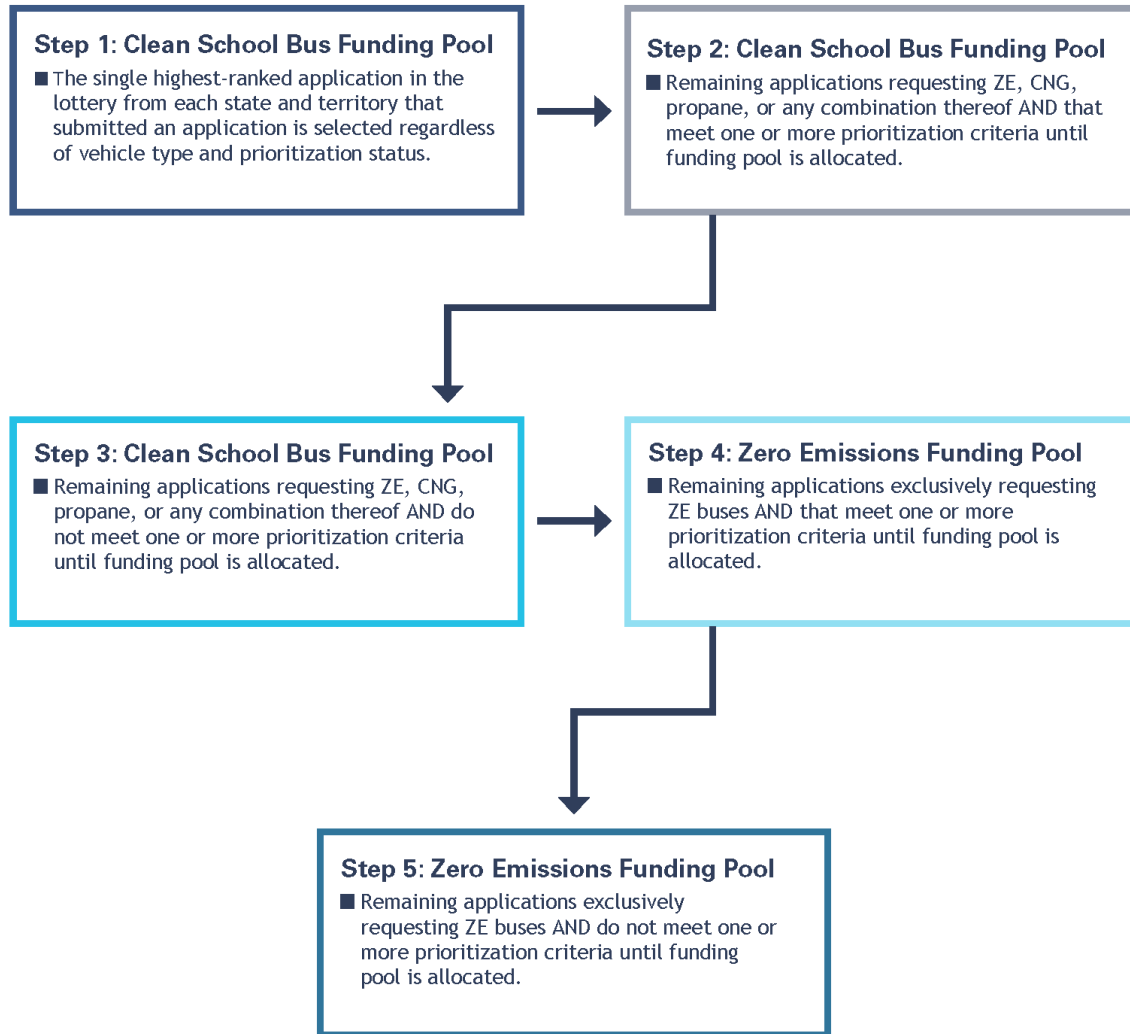 Step 1: Clean School Bus Funding Pool
■ The single highest-ranked application in the
lottery from each state and territory that
submitted an application is selected regardless
of vehicle type and prioritization status.
Step 2: Clean School Bus Funding Pool
■ Remaining applications requesting ZE, CNG,
propane, or any combination thereof AND that
meet one or more prioritization criteria until
funding pool is allocated.
Step 3: Clean School Bus Funding Pool
■ Remaining applications requesting ZE, CNG,
propane, or any combination thereof AND do
not meet one or more prioritization criteria
until funding pool is allocated.
Step 4: Zero Emissions Funding Pool
■ Remaining applications exclusively requesting
ZE buses AND that meet one or more
prioritization criteria until funding pool is
allocated.
Step 5: Zero Emissions Funding Pool
■ Remaining applications exclusively
requesting ZE buses AND do not meet one or
more prioritization criteria until funding
pool is allocated.